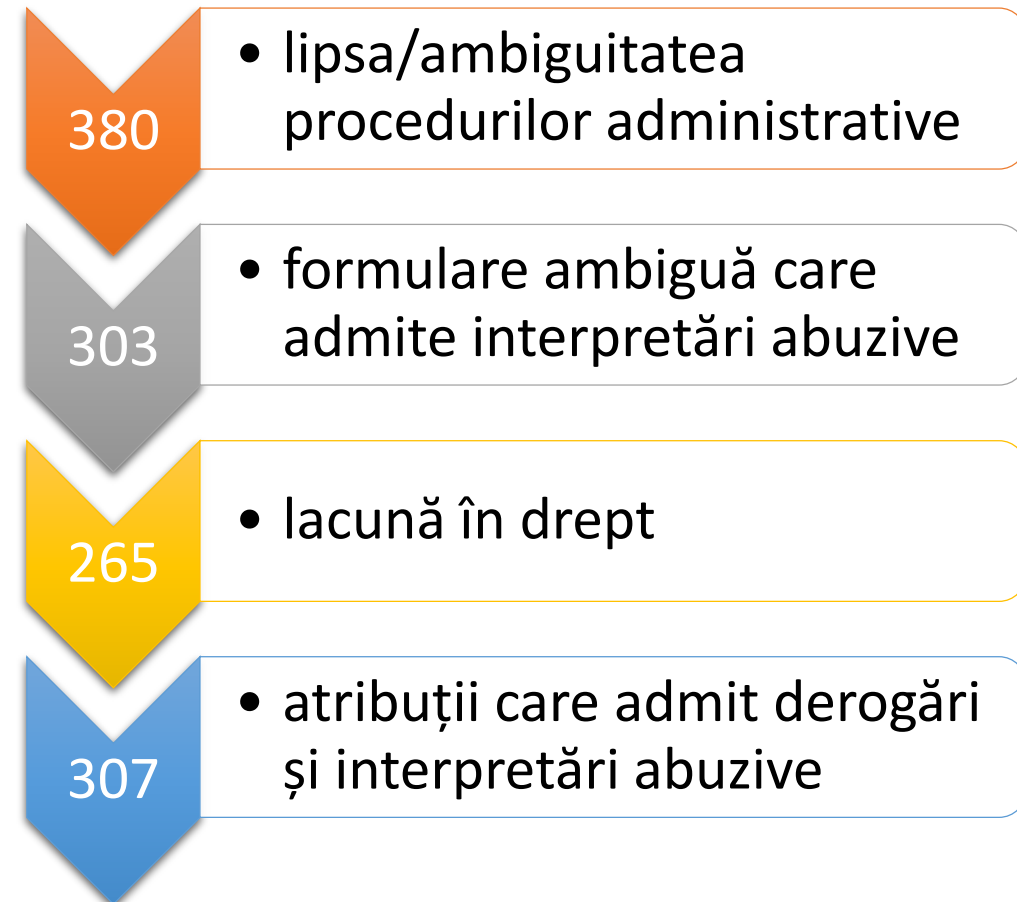 380
• lipsa/ambiguitatea
procedurilor administrative
303
• formulare ambiguă care
admite interpretări abuzive
265
• lacună în drept
307
• atribuții care admit derogări
și interpretări abuzive